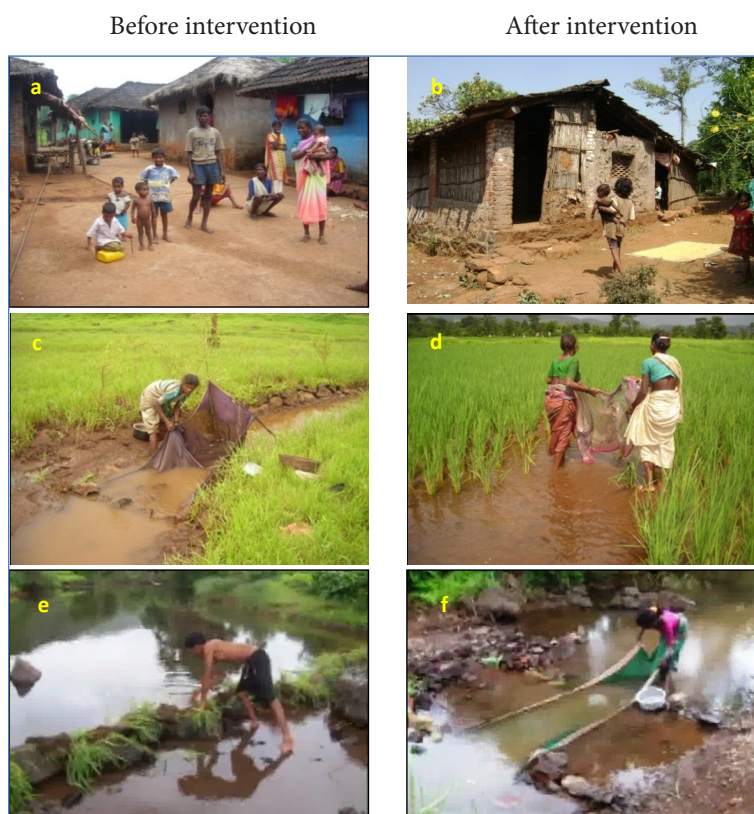 Before intervention
After intervention
a
b
c
d
e
f